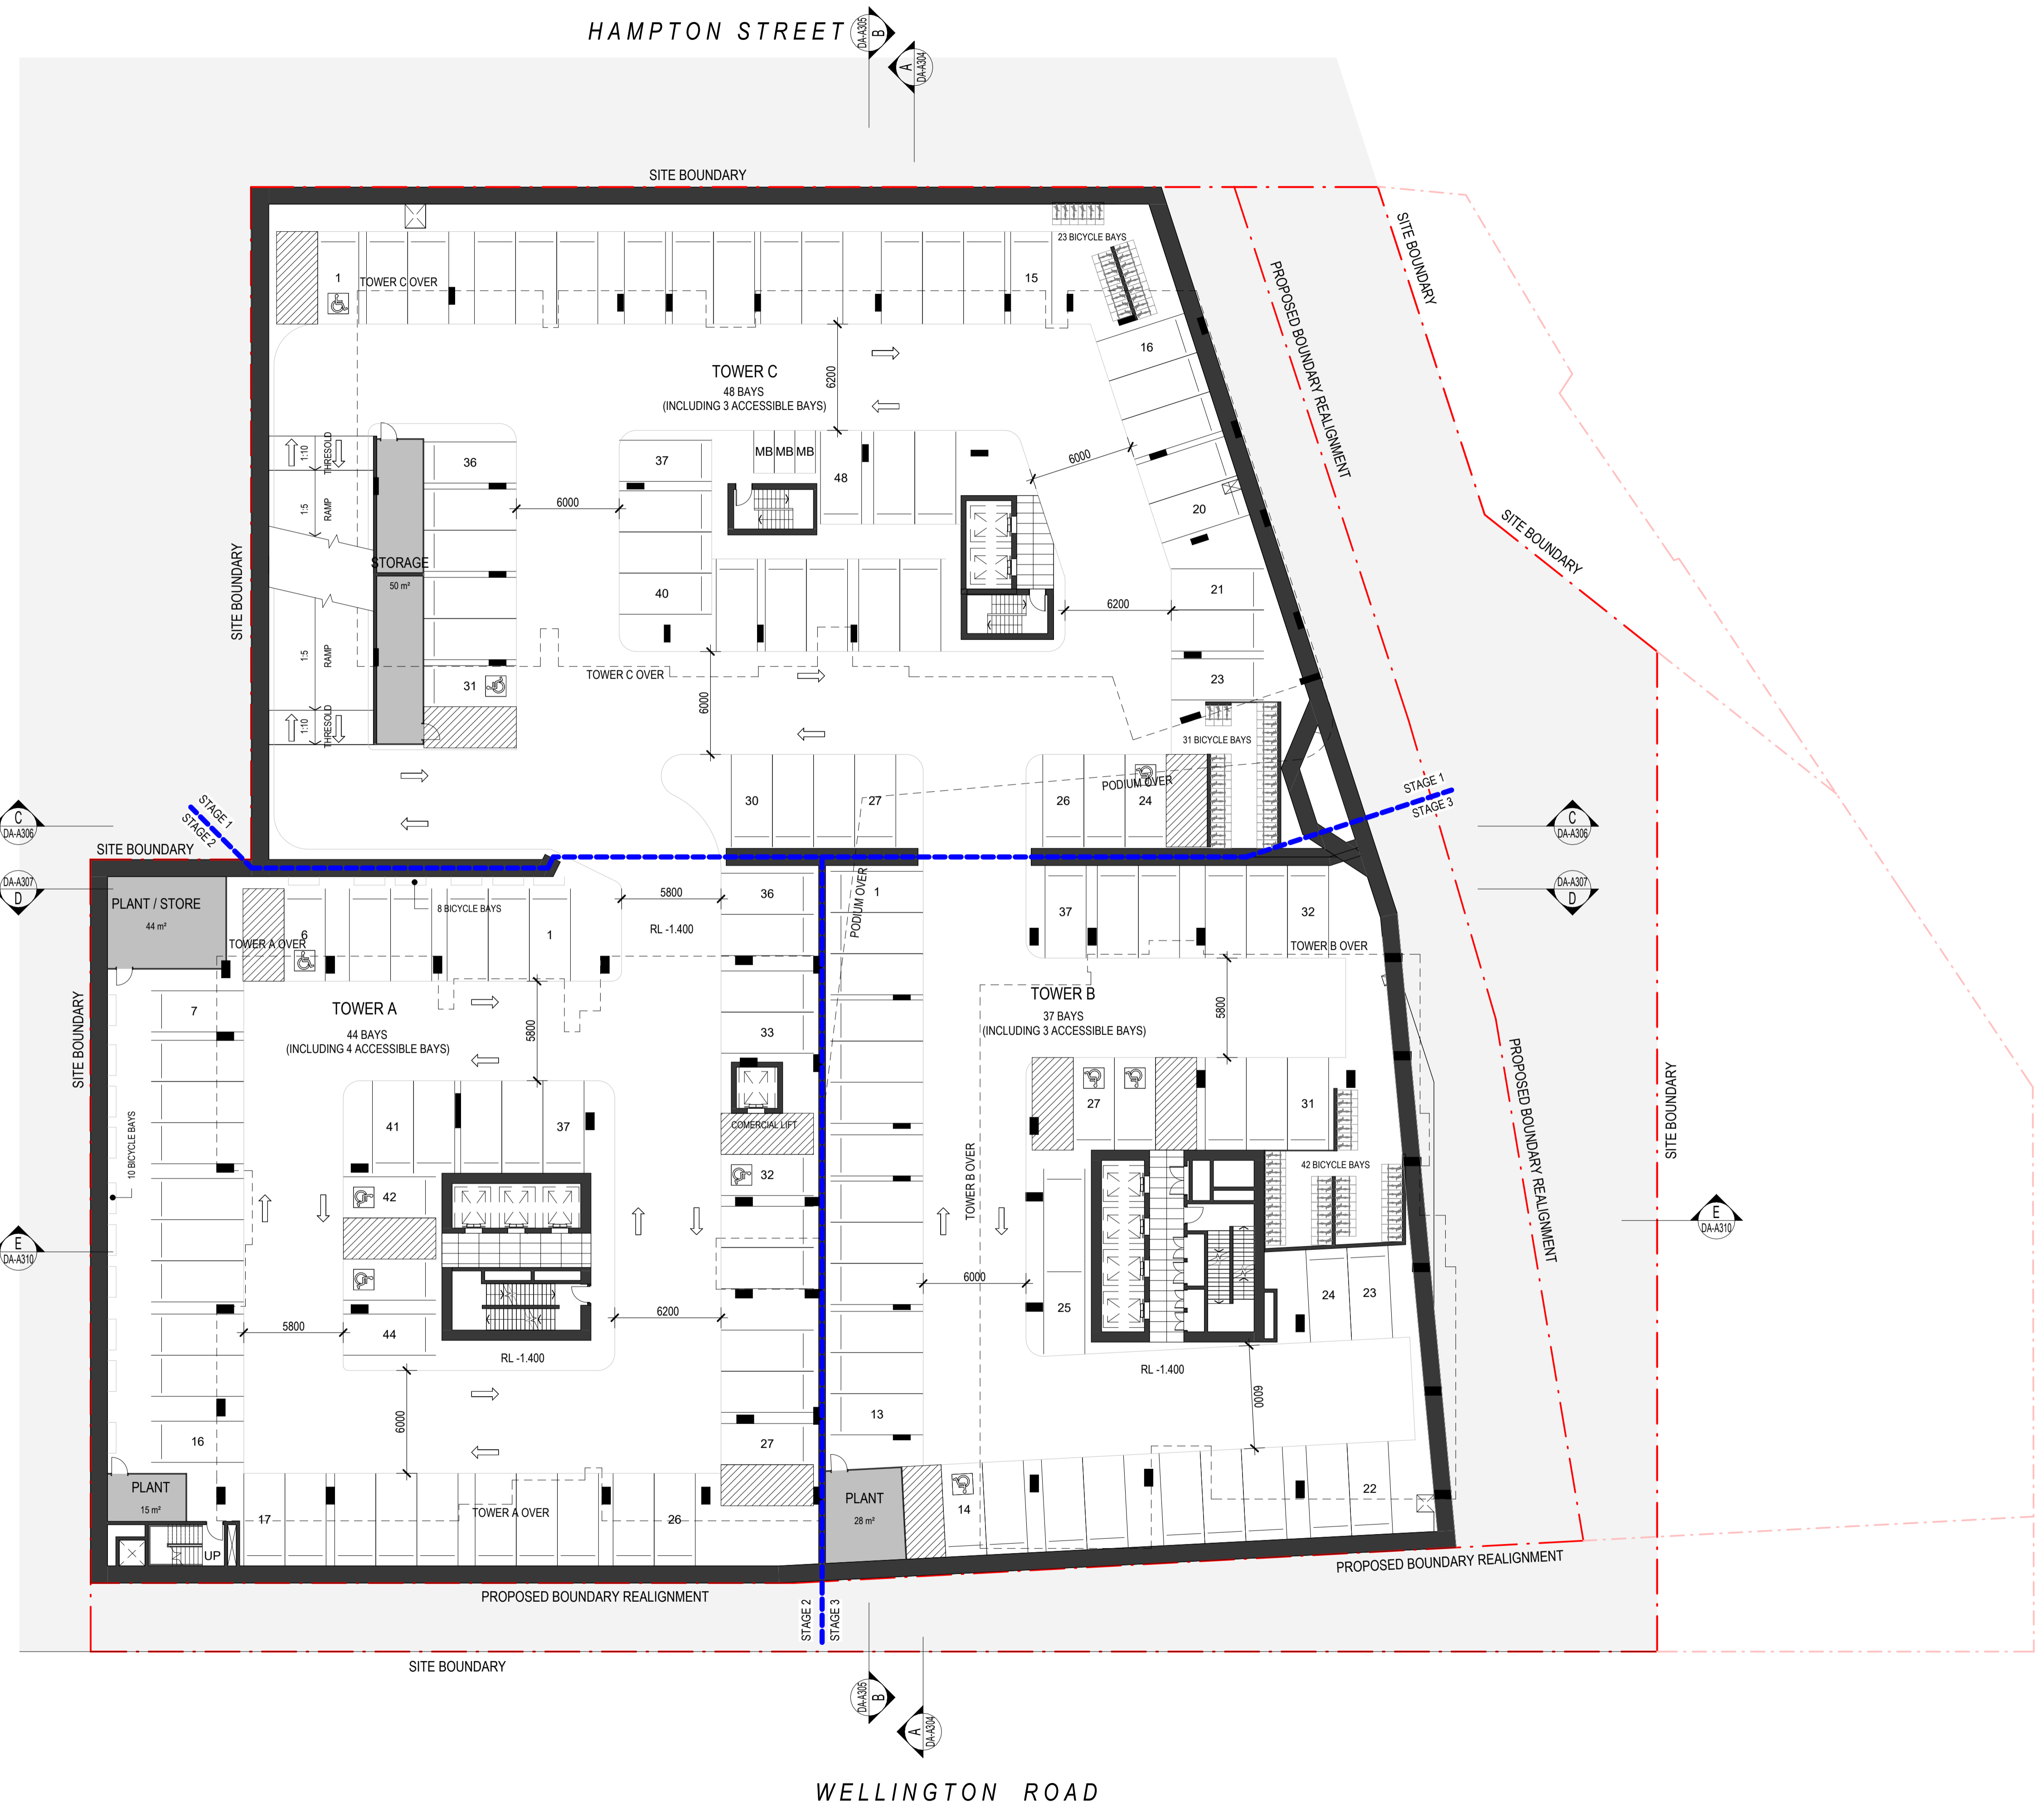 HAMPTON STREET
DA-A305
B
A
DA-A304
SITE BOUNDARY
SITE BOUNDARY
23 BICYCLE BAYS
1
TOWER C OVER
15
PROPOSED BOUNDARY REALIGNMENT
16
TOWER C
48 BAYS
(INCLUDING 3 ACCESSIBLE BAYS)
6200
1:10
THRESOLD
36
37
MB MB MB
48
6000
6000
20
1:5
RAMP
SITE BOUNDARY
SITE BOUNDARY
STORAGE
50 m²
40
21
6200
1:5
RAMP
31
TOWER C OVER
23
6000
1:10
THRESOLD
31 BICYCLE BAYS
PODIUM OVER
30
27
26
24
STAGE 1
STAGE 3
STAGE 1
STAGE 2
C
DA-A306
C
DA-A306
SITE BOUNDARY
DA-A307
D
DA-A307
D
PLANT / STORE
44 m²
TOWER A OVER
6
8 BICYCLE BAYS
1
5800
RL -1.400
36
PODIUM OVER
1
37
32
TOWER B OVER
7
TOWER A
44 BAYS
(INCLUDING 4 ACCESSIBLE BAYS)
5800
33
TOWER B
37 BAYS
(INCLUDING 3 ACCESSIBLE BAYS)
5800
SITE BOUNDARY
PROPOSED BOUNDARY REALIGNMENT
SITE BOUNDARY
10 BICYCLE BAYS
41
37
COMERCIAL LIFT
27
31
42 BICYCLE BAYS
42
32
TOWER B OVER
E
DA-A310
E
DA-A310
6000
5800
44
6200
25
24
23
RL -1.400
RL -1.400
6000
6000
16
27
13
PLANT
15 m²
UP
17
TOWER A OVER
26
PLANT
28 m²
14
22
PROPOSED BOUNDARY REALIGNMENT
PROPOSED BOUNDARY REALIGNMENT
STAGE 2
STAGE 3
SITE BOUNDARY
DA-A305
B
A
DA-A304
WELLINGTON ROAD